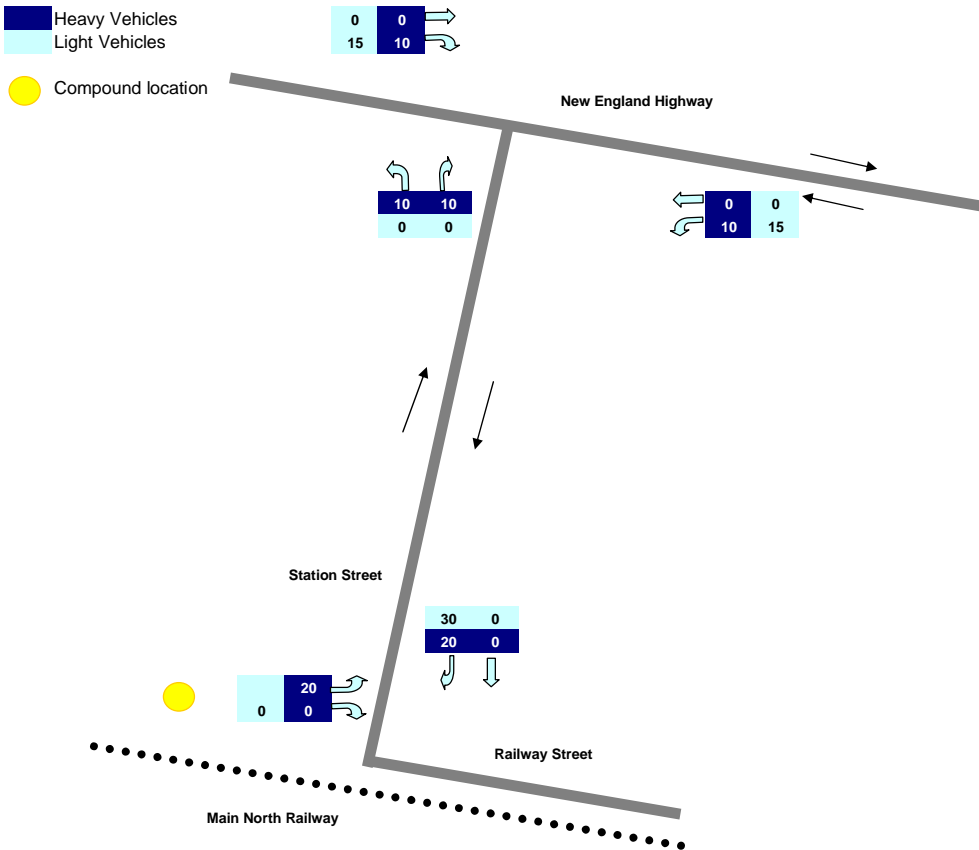 Heavy Vehicles
Light Vehicles
Compound location
0 0
15 10
New England Highway
10 10
0 0
0 0
10 15
Station Street
30 0
20 0
20
0 0
Railway Street
Main North Railway